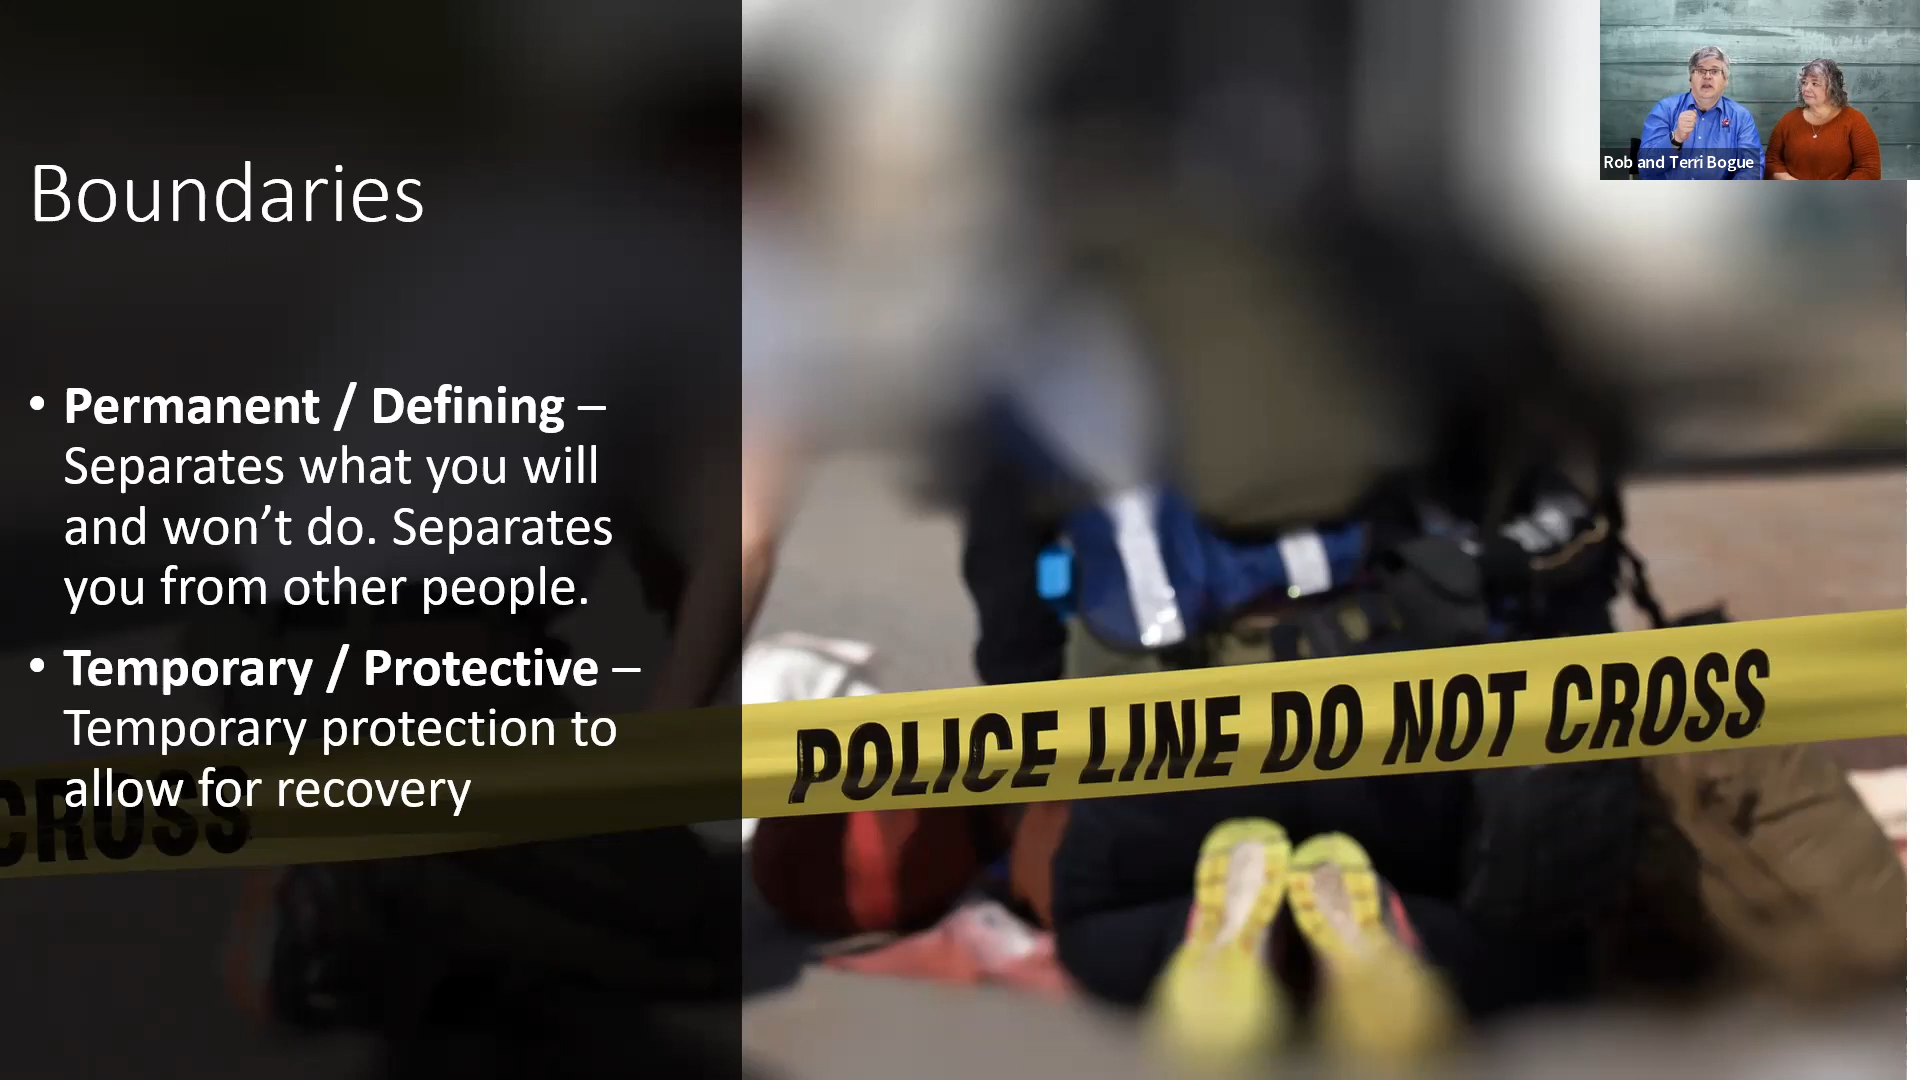 Boundaries
• Permanent / Defining –
Separates what you will
and won’t do. Separates
you from other people.
• Temporary / Protective –
Temporary protection to
allow for recovery
CROSS
POLICE LINE DO NOT CROSS
Rob and Terri Bogue